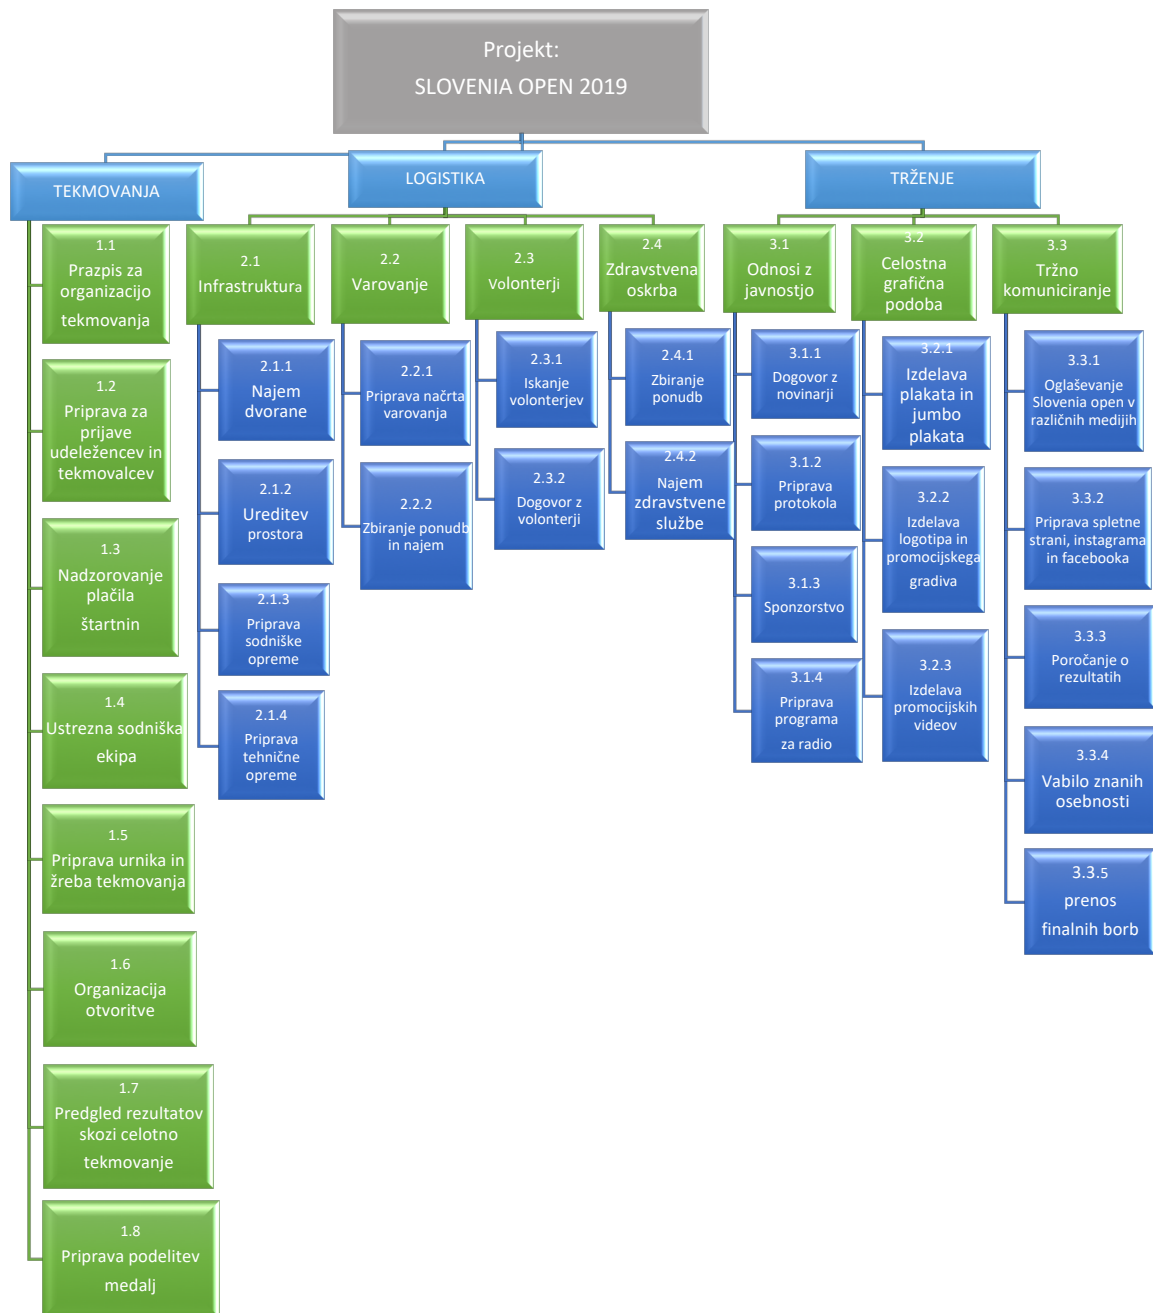 Projekt:
SLOVENIA OPEN 2019
TEKMOVANJA
LOGISTIKA
TRŽENJE
1.1
Prazpis za
organizacijo
tekmovanja
1.2
Priprava za
prijave
udeležencev in
tekmovalcev
1.3
Nadzorovanje
plačila
štartnin
1.4
Ustrezna sodniška
ekipa
1.5
Priprava urnika in
žreba tekmovanja
1.6
Organizacija
otvoritve
1.7
Predgled rezultatov
skozi celotno
tekmovanje
1.8
Priprava podelitev
medalj
2.1
Infrastruktura
2.1.1
Najem
dvorane
2.1.2
Ureditev
prostora
2.1.3
Priprava
sodniške
opreme
2.1.4
Priprava
tehnične
opreme
2.2
Varovanje
2.2.1
Priprava načrta
varovanja
2.2.2
Zbiranje ponudb
in najem
2.3
Volonterji
2.3.1
Iskanje
volonterjev
2.3.2
Dogovor z
volonterji
2.4
Zdravstvena
oskrba
2.4.1
Zbiranje
ponudb
2.4.2
Najem
zdravstvene
službe
3.1
Odnosi z
javnostjo
3.1.1
Dogovor z
novinarji
3.1.2
Priprava
protokola
3.1.3
Sponzorstvo
3.1.4
Priprava
programa
za radio
3.2
Celostna
grafična
podoba
3.2.1
Izdelava
plakata in
jumbo
plakata
3.2.2
Izdelava
logotipa in
promocijskega
gradiva
3.2.3
Izdelava
promocijskih
videov
3.3
Tržno
komuniciranje
3.3.1
Oglaševanje
Slovenia open v
različnih medijih
3.3.2
Priprava spletne
strani, instagrama
in facebooka
3.3.3
Poročanje o
rezultatih
3.3.4
Vabilo znanih
osebnosti
3.3.5
prenos
finalnih borb